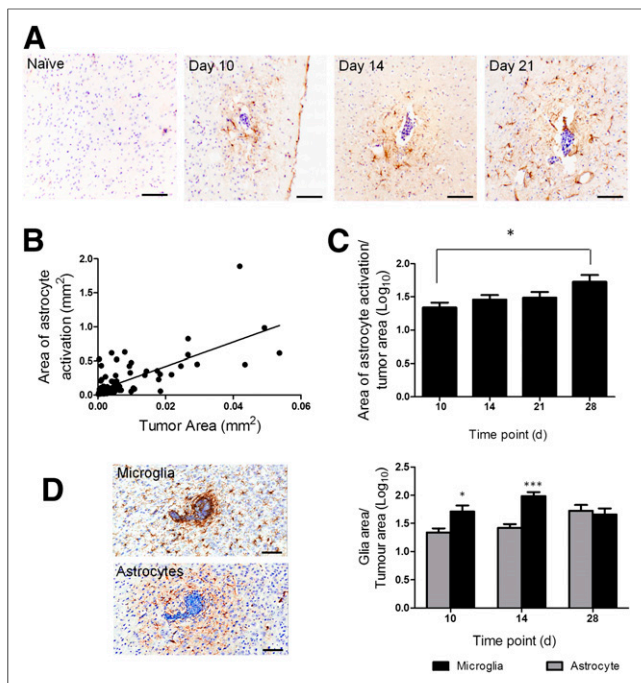 A
Naïve
Day 10
Day 14
Day 21
B
Area of astrocyte
activation (mm²)
2.0
1.5
1.0
0.5
0.0
0.00
0.02
0.04
0.06
Tumor Area (mm²)
C
*
Area of astrocyte activation/
tumor area (Log₁₀)
2.0
1.5
1.0
0.5
0.0
10
14
21
28
Time point (d)
D
Microglia
Astrocytes
Glia area/
Tumour area (Log₁₀)
2.5
2.0
1.5
1.0
0.5
0.0
*
***
10
14
28
Time point (d)
Microglia
Astrocyte